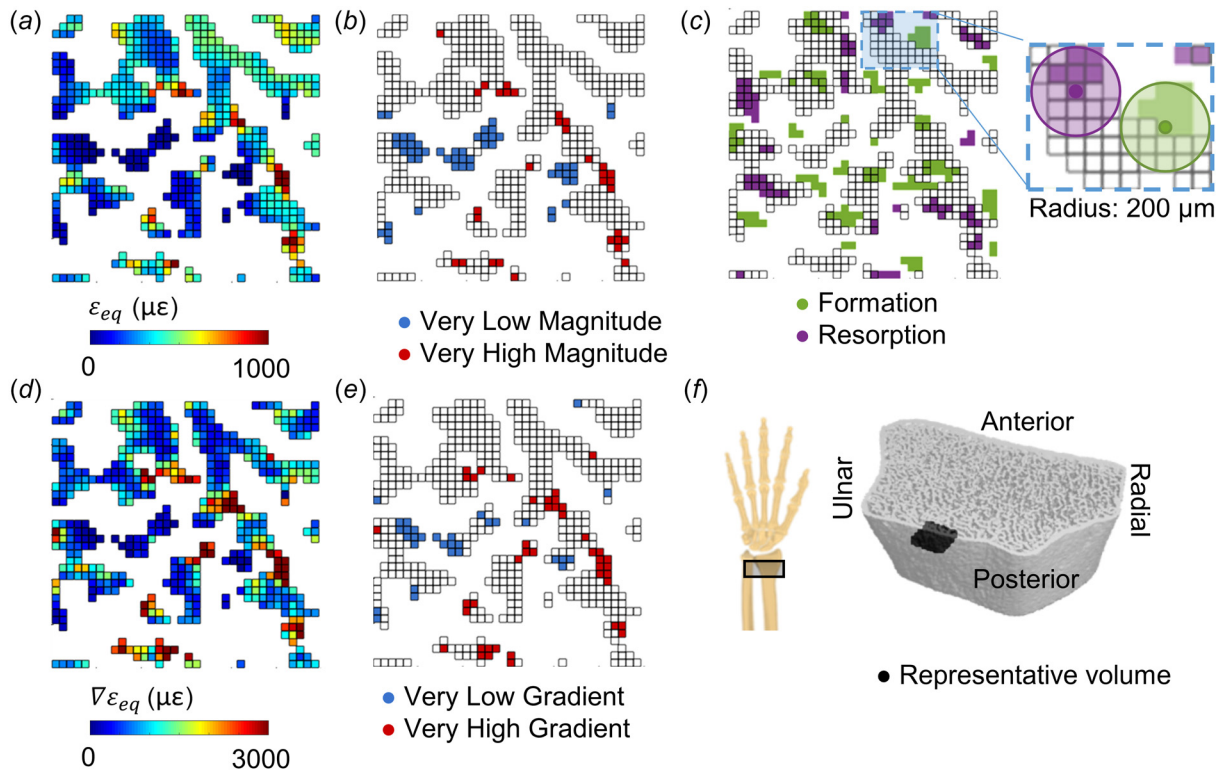 (a)
(b)
(c)
Radius: 200 μm
ε_eq (με)
0
1000
Very Low Magnitude
Very High Magnitude
Formation
Resorption
(d)
(e)
(f)
Anterior
Ulnar
Radial
Posterior
∇ε_eq (με)
0
3000
Very Low Gradient
Very High Gradient
Representative volume